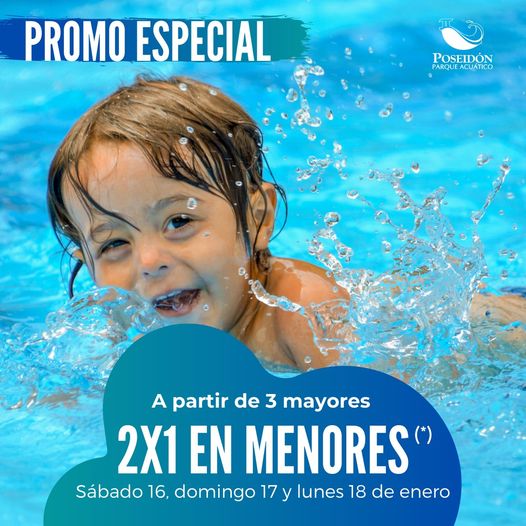 PROMO ESPECIAL
POSEIDÓN
PARQUE ACUÁTICO
A partir de 3 mayores
2X1 EN MENORES (*)
Sábado 16, domingo 17 y lunes 18 de enero